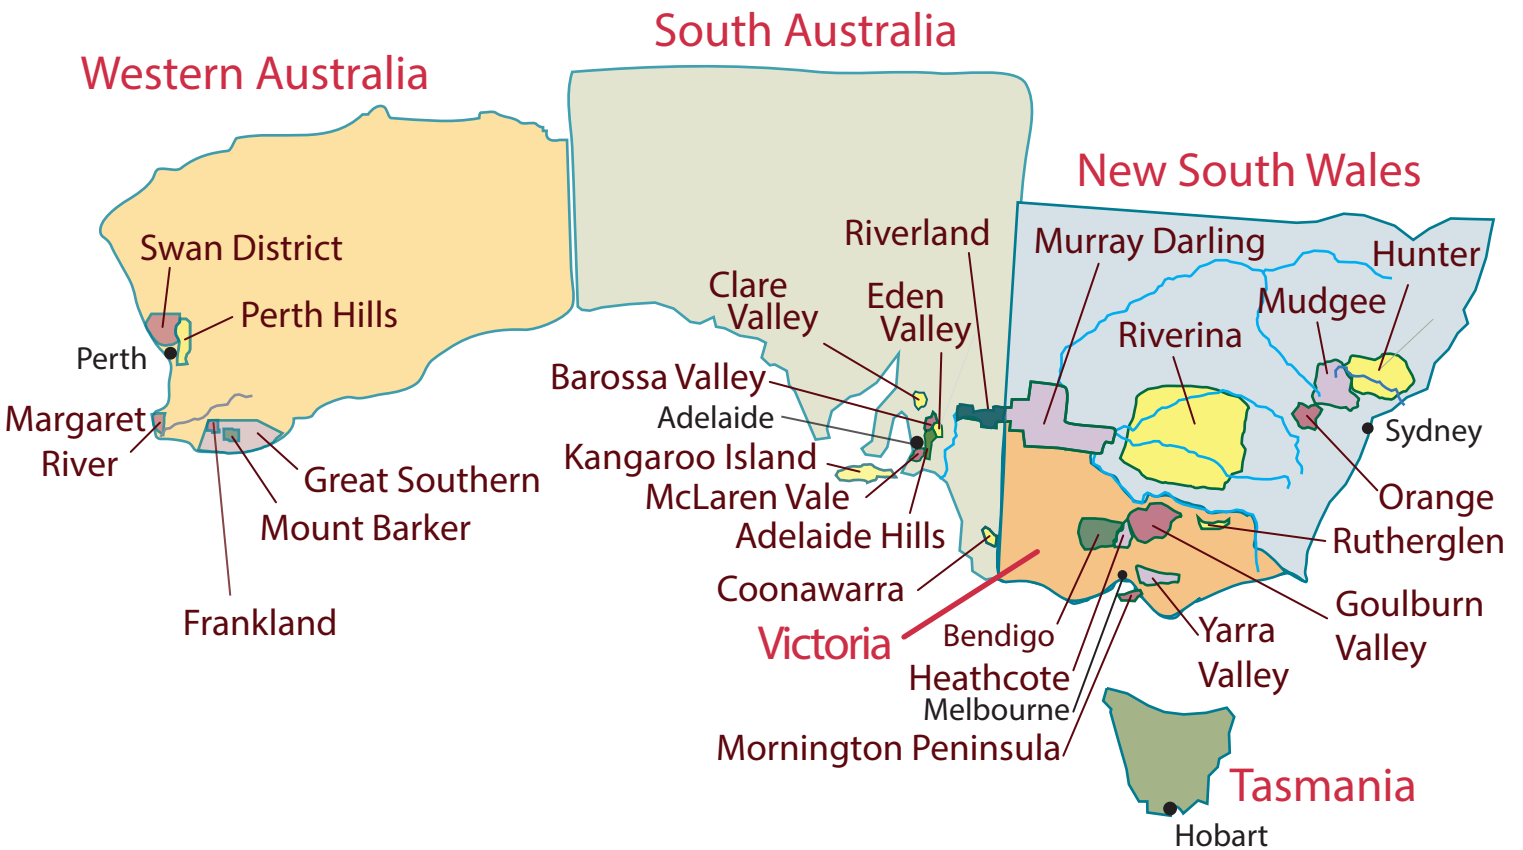 South Australia
Western Australia
New South Wales
Swan District
Perth Hills
Perth
Margaret
River
Great Southern
Mount Barker
Frankland
Riverland
Clare
Valley
Eden
Valley
Barossa Valley
Adelaide
Kangaroo Island
McLaren Vale
Adelaide Hills
Coonawarra
Murray Darling
Hunter
Mudgee
Riverina
Sydney
Orange
Rutherglen
Goulburn
Valley
Yarra
Valley
Victoria
Bendigo
Heathcote
Melbourne
Mornington Peninsula
Tasmania
Hobart